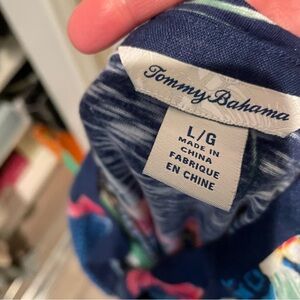 Tommy Bahama
L/G
MADE IN
CHINA
FABRIQUE
EN CHINE